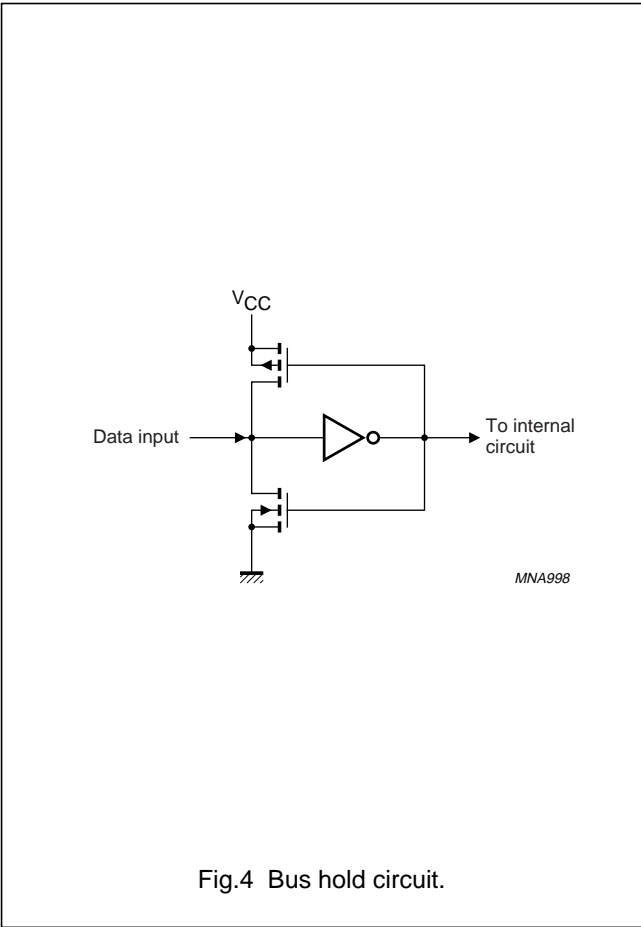 VCC
Data input
To internal
circuit
MNA998
Fig.4 Bus hold circuit.